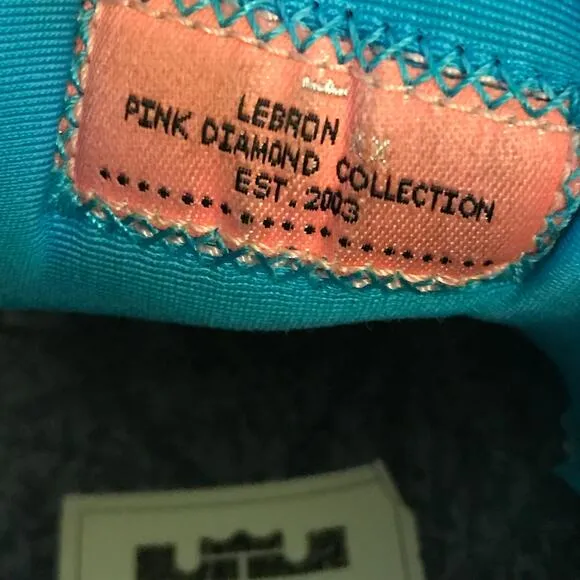 LEBRON
PINK DIAMOND COLLECTION
EST. 2003